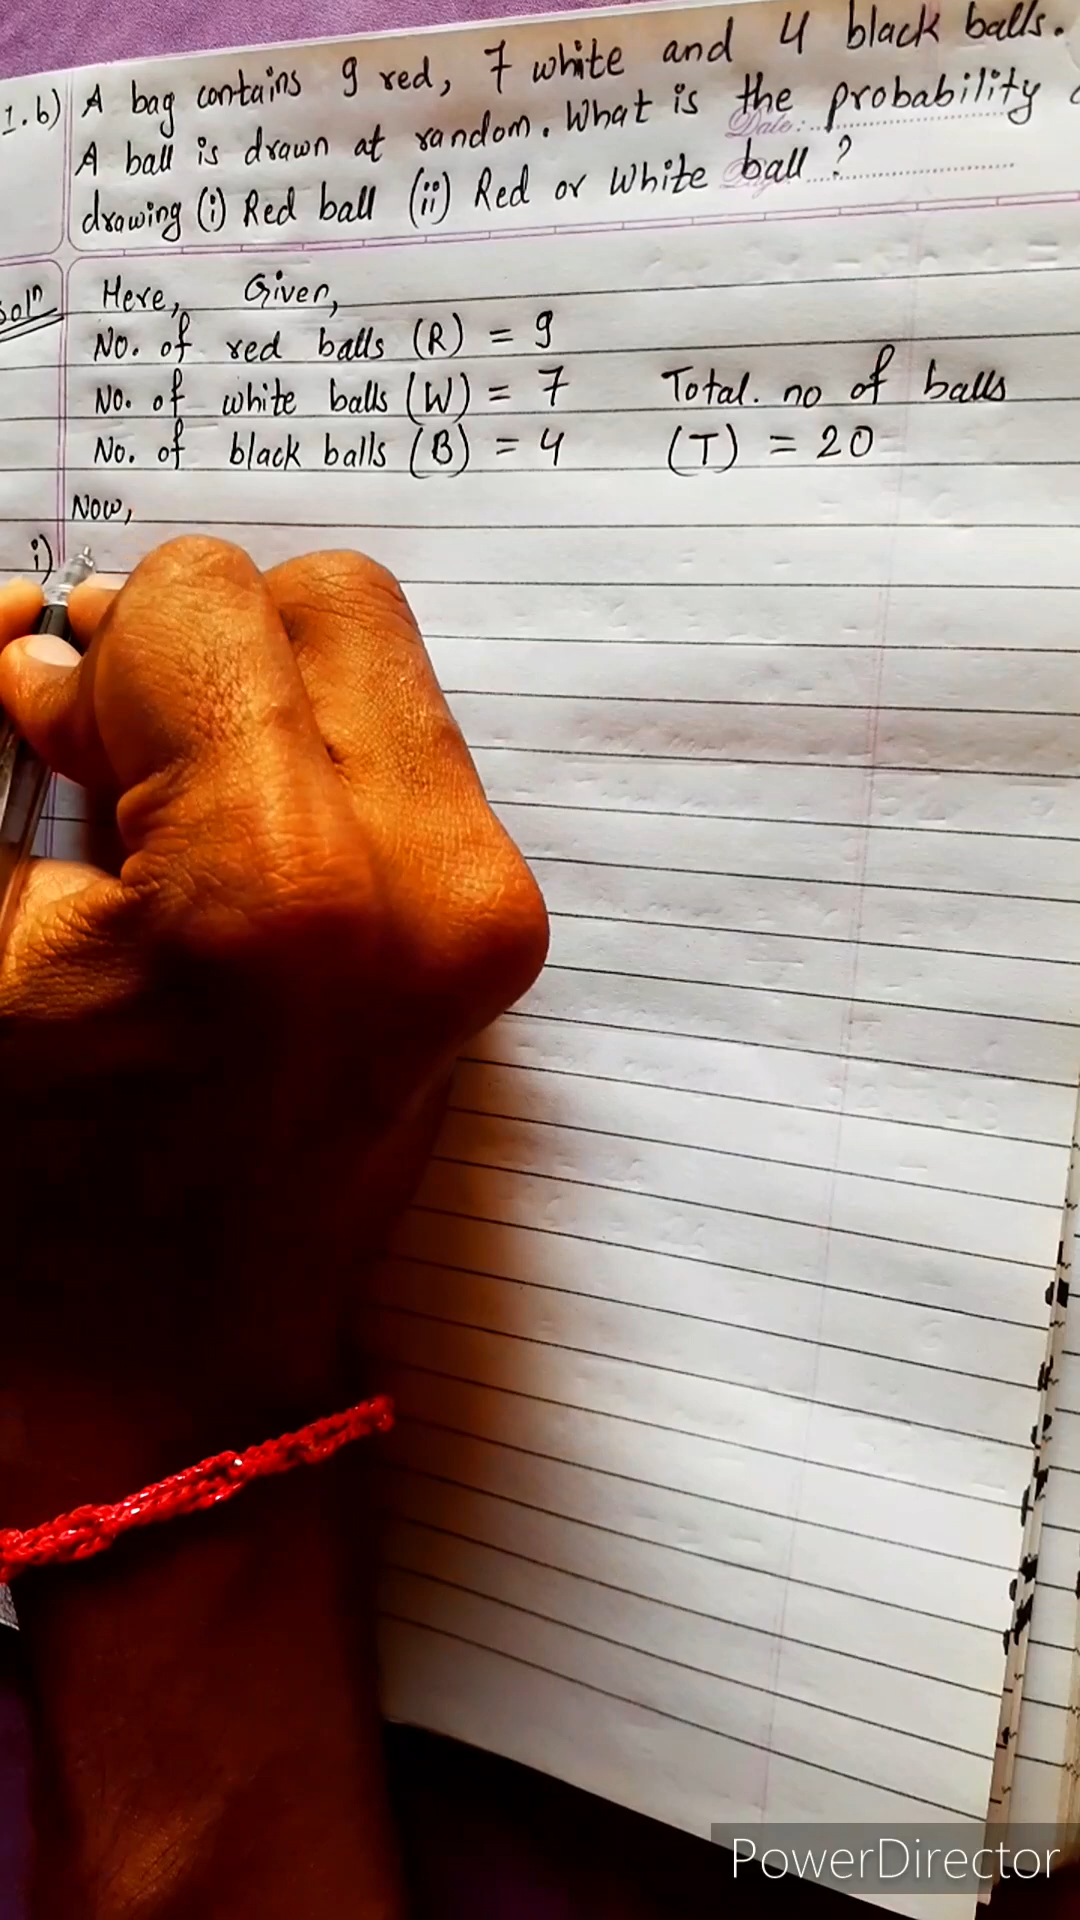 1.b) A bag contains 9 red, 7 white and 4 black balls.
A ball is drawn at random. What is the probability
Date:
drawing (i) Red ball (ii) Red or White ball ?
Soln Here, Given,
No. of red balls (R) = 9
No. of white balls (W) = 7 Total. no of balls
No. of black balls (B) = 4 (T) = 20
Now,
i)
PowerDirector